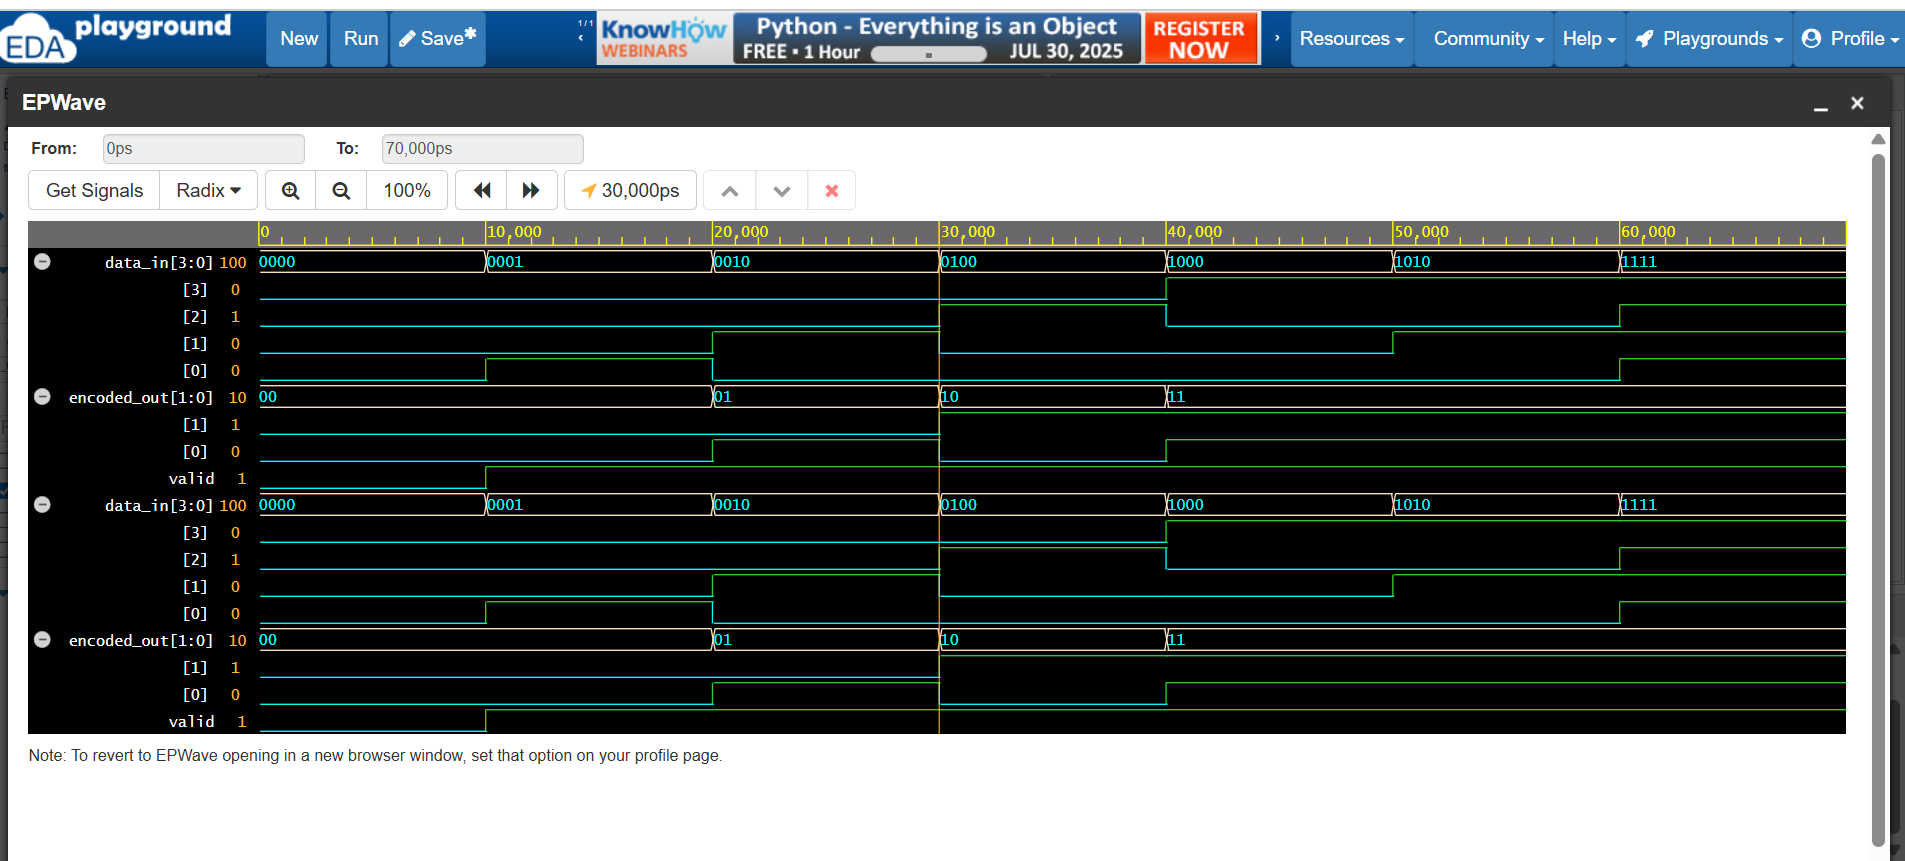 EDA playground
New
Run
Save*
1/1
KnowHow
WEBINARS
Python - Everything is an Object
FREE • 1 Hour
JUL 30, 2025
REGISTER
NOW
Resources
Community
Help
Playgrounds
Profile
EPWave
From:
0ps
To:
70,000ps
Get Signals
Radix
100%
30,000ps
0 10,000 20,000 30,000 40,000 50,000 60,000
data_in[3:0] 100 0000 0001 0010 0100 1000 1010 1111
[3] 0
[2] 1
[1] 0
[0] 0
encoded_out[1:0] 10 00 01 10 11
[1] 1
[0] 0
valid 1
data_in[3:0] 100 0000 0001 0010 0100 1000 1010 1111
[3] 0
[2] 1
[1] 0
[0] 0
encoded_out[1:0] 10 00 01 10 11
[1] 1
[0] 0
valid 1
Note: To revert to EPWave opening in a new browser window, set that option on your profile page.